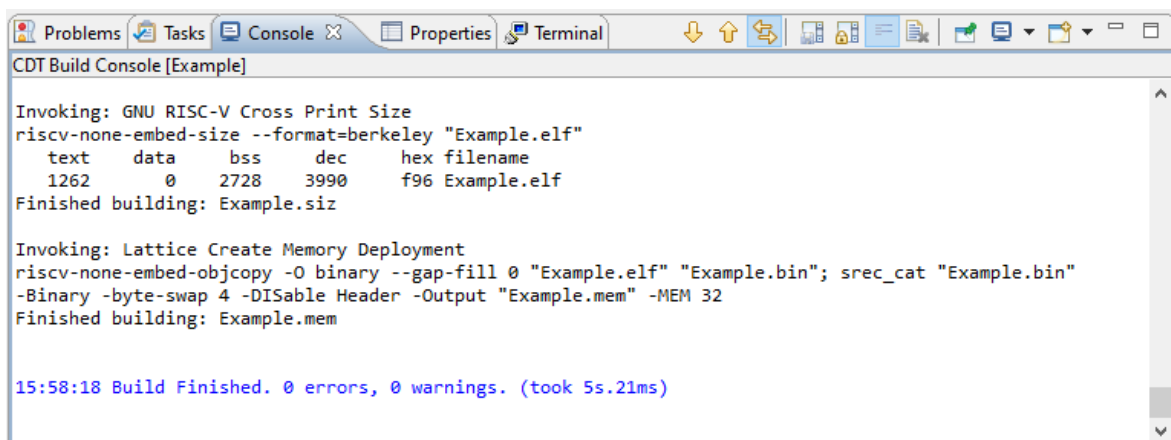 Problems Tasks Console Properties Terminal
CDT Build Console [Example]
Invoking: GNU RISC-V Cross Print Size
riscv-none-embed-size --format=berkeley "Example.elf"
   text    data     bss     dec     hex filename
   1262       0    2728    3990     f96 Example.elf
Finished building: Example.siz
Invoking: Lattice Create Memory Deployment
riscv-none-embed-objcopy -O binary --gap-fill 0 "Example.elf" "Example.bin"; srec_cat "Example.bin"
-Binary -byte-swap 4 -DISable Header -Output "Example.mem" -MEM 32
Finished building: Example.mem
15:58:18 Build Finished. 0 errors, 0 warnings. (took 5s.21ms)